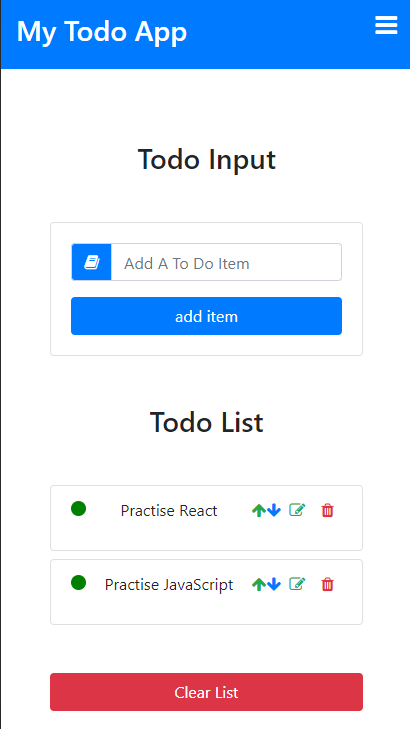 My Todo App
Todo Input
Add A To Do Item
add item
Todo List
Practise React
Practise JavaScript
Clear List